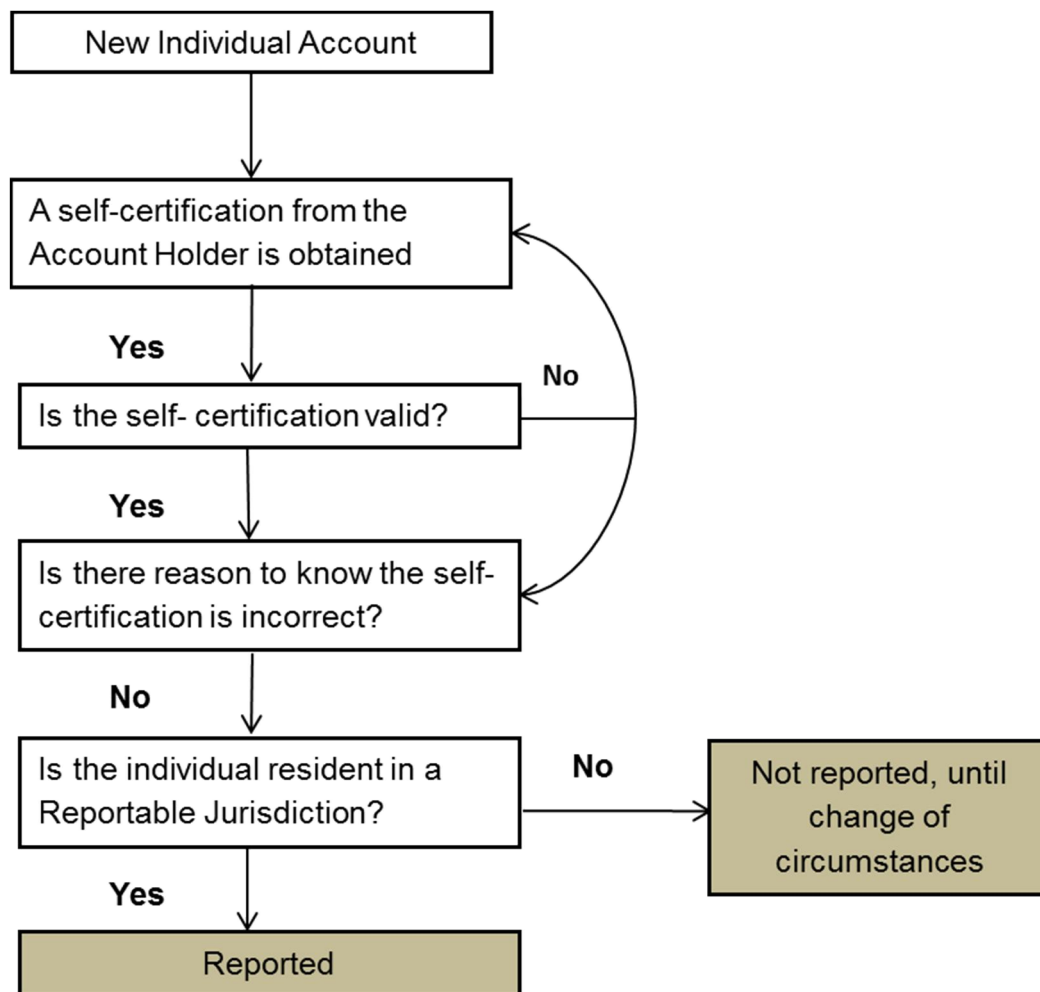 New Individual Account
A self-certification from the
Account Holder is obtained
Yes
No
Is the self- certification valid?
Yes
Is there reason to know the self-
certification is incorrect?
No
Is the individual resident in a
Reportable Jurisdiction?
No
Not reported, until
change of
circumstances
Yes
Reported